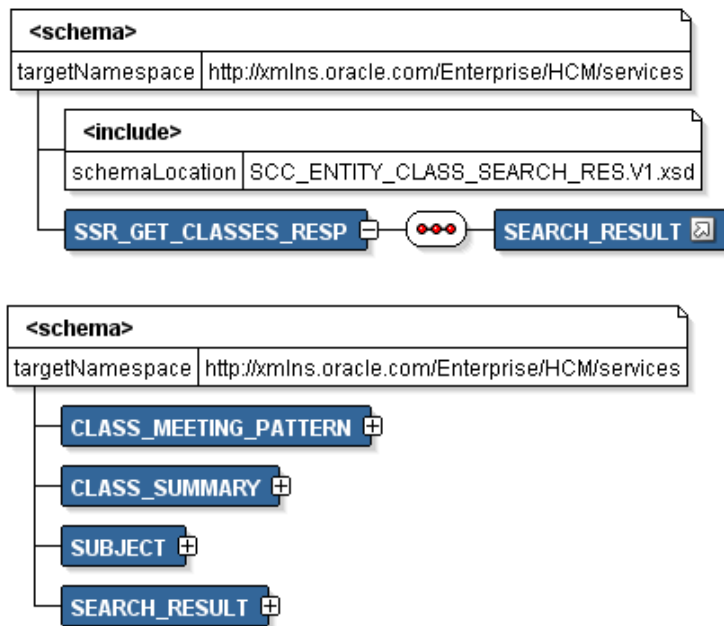 <schema>
targetNamespace http://xmlns.oracle.com/Enterprise/HCM/services
<include>
schemaLocation SCC_ENTITY_CLASS_SEARCH_RES.V1.xsd
SSR_GET_CLASSES_RESP SEARCH_RESULT
<schema>
targetNamespace http://xmlns.oracle.com/Enterprise/HCM/services
CLASS_MEETING_PATTERN
CLASS_SUMMARY
SUBJECT
SEARCH_RESULT